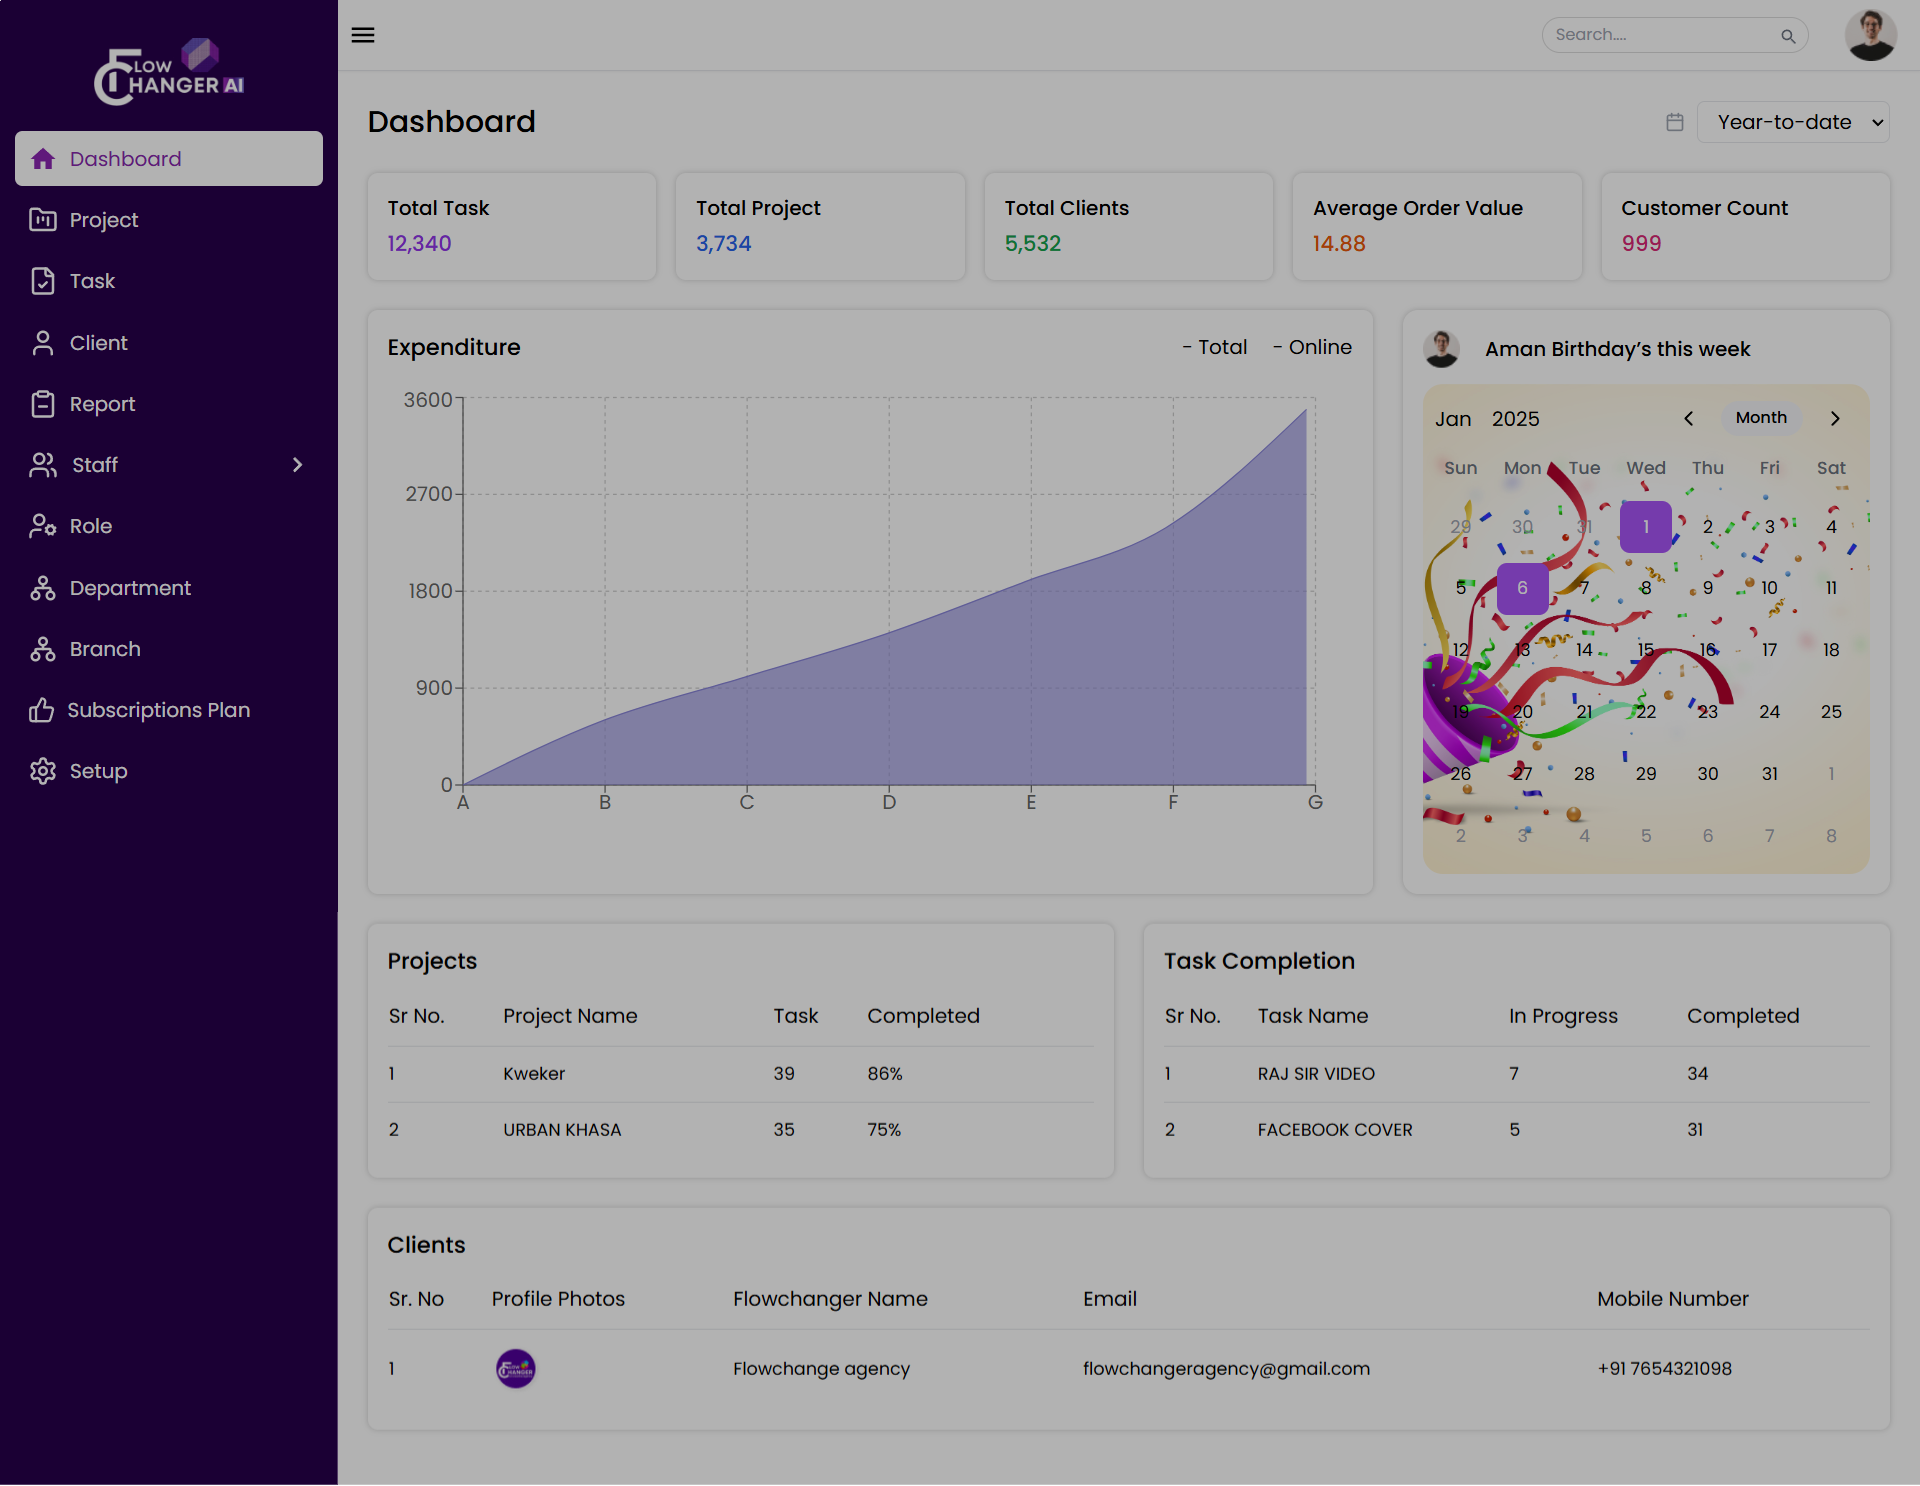 FLOW
CHANGER AI
Search....
Dashboard
Project
Task
Client
Report
Staff
Role
Department
Branch
Subscriptions Plan
Setup
Dashboard
Year-to-date
Total Task
12,340
Total Project
3,734
Total Clients
5,532
Average Order Value
14.88
Customer Count
999
Expenditure
- Total - Online
3600
2700
1800
900
0
A B C D E F G
Aman Birthday’s this week
Jan 2025 Month
Sun Mon Tue Wed Thu Fri Sat
29 30 31 1 2 3 4
5 6 7 8 9 10 11
12 13 14 15 16 17 18
19 20 21 22 23 24 25
26 27 28 29 30 31 1
2 3 4 5 6 7 8
Projects
Sr No. Project Name Task Completed
1 Kweker 39 86%
2 URBAN KHASA 35 75%
Task Completion
Sr No. Task Name In Progress Completed
1 RAJ SIR VIDEO 7 34
2 FACEBOOK COVER 5 31
Clients
Sr. No Profile Photos Flowchanger Name Email Mobile Number
1 FLOW CHANGER Flowchange agency flowchangeragency@gmail.com +91 7654321098